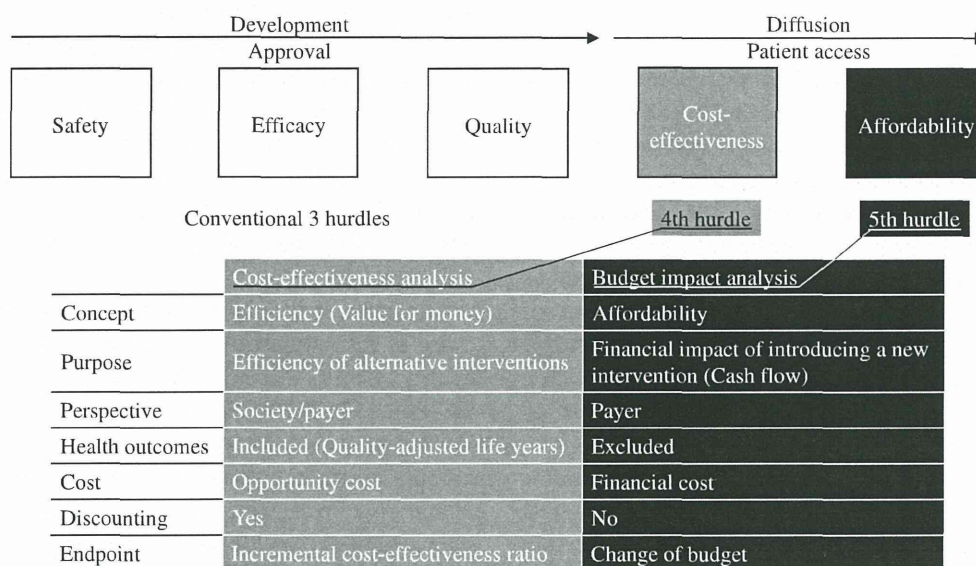 Development
Diffusion
Approval
Patient access
Safety
Efficacy
Quality
Cost-
effectiveness
Affordability
Conventional 3 hurdles
4th hurdle
5th hurdle
Cost-effectiveness analysis
Budget impact analysis
Concept
Efficiency (Value for money)
Affordability
Purpose
Efficiency of alternative interventions
Financial impact of introducing a new
intervention (Cash flow)
Perspective
Society/payer
Payer
Health outcomes
Included (Quality-adjusted life years)
Excluded
Cost
Opportunity cost
Financial cost
Discounting
Yes
No
Endpoint
Incremental cost-effectiveness ratio
Change of budget